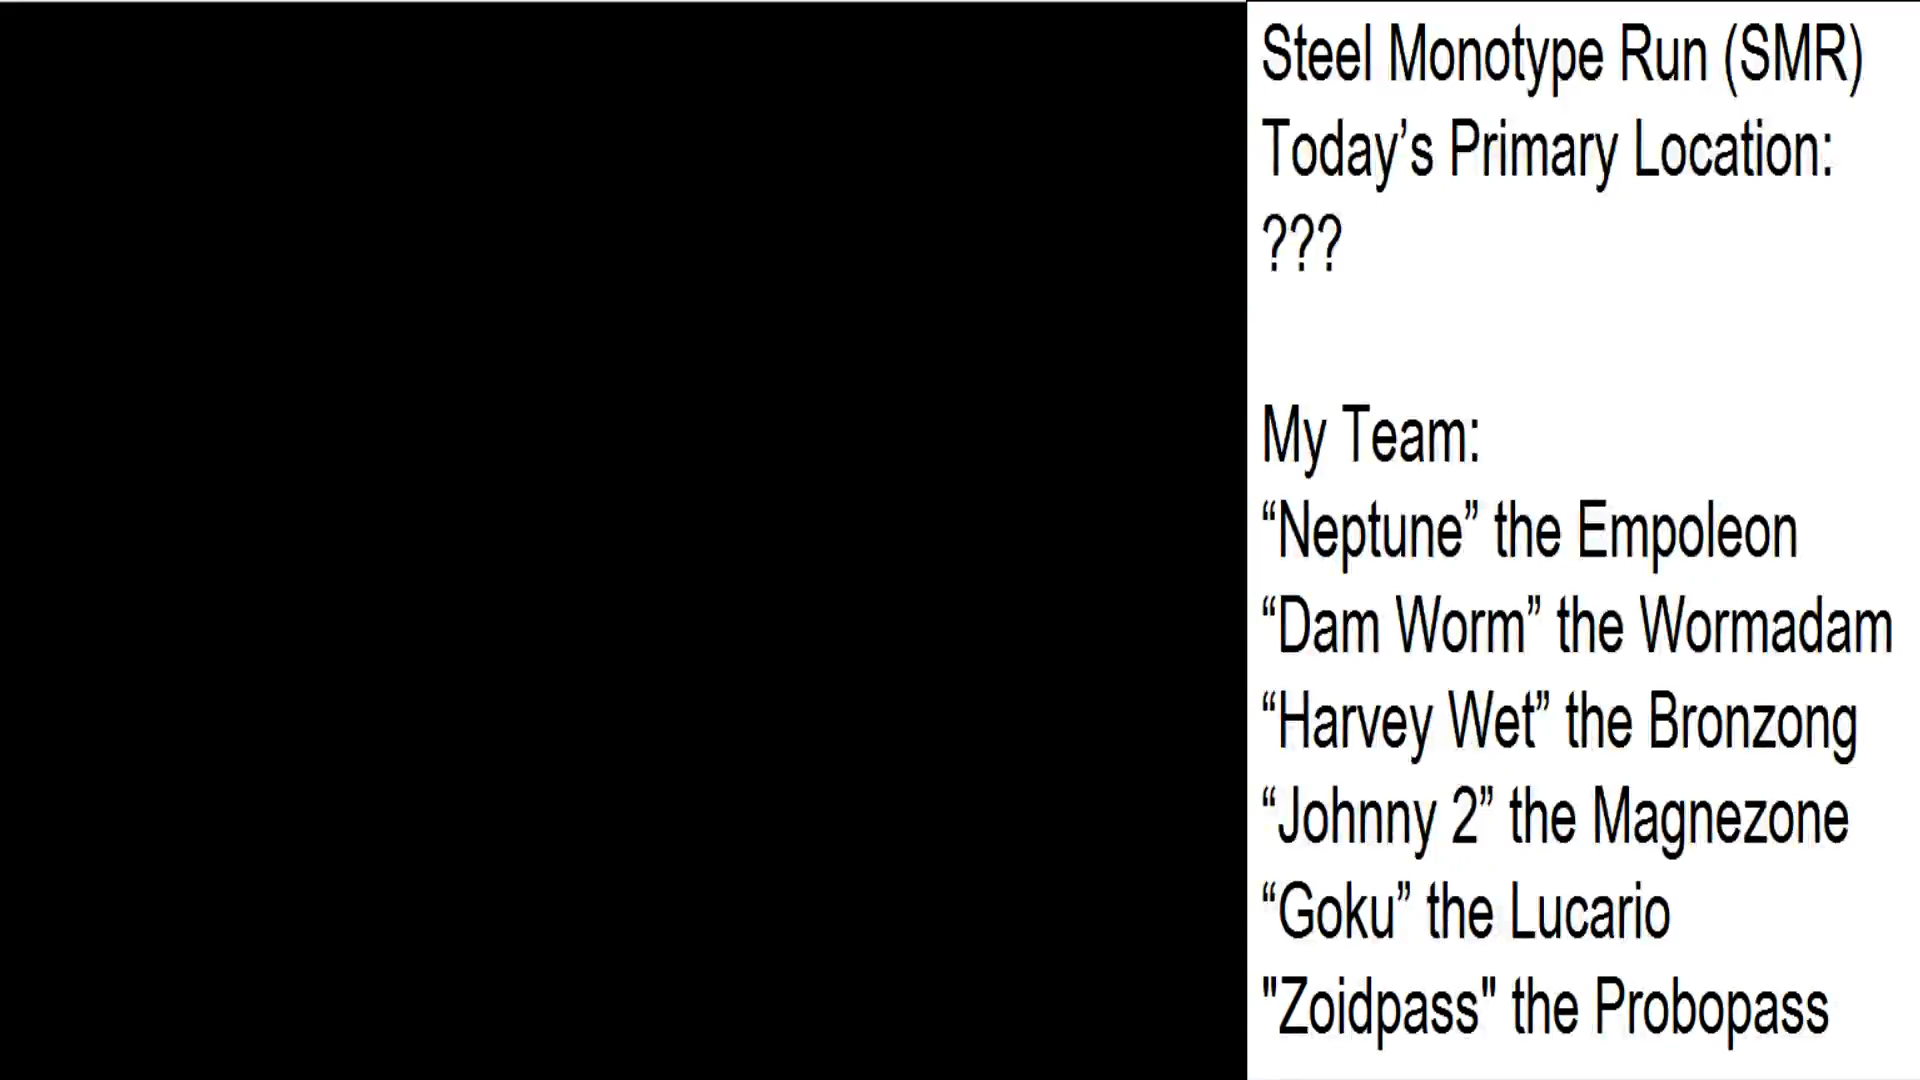 Steel Monotype Run (SMR)
Today’s Primary Location:
???
My Team:
“Neptune” the Empoleon
“Dam Worm” the Wormadam
“Harvey Wet” the Bronzong
“Johnny 2” the Magnezone
“Goku” the Lucario
"Zoidpass" the Probopass